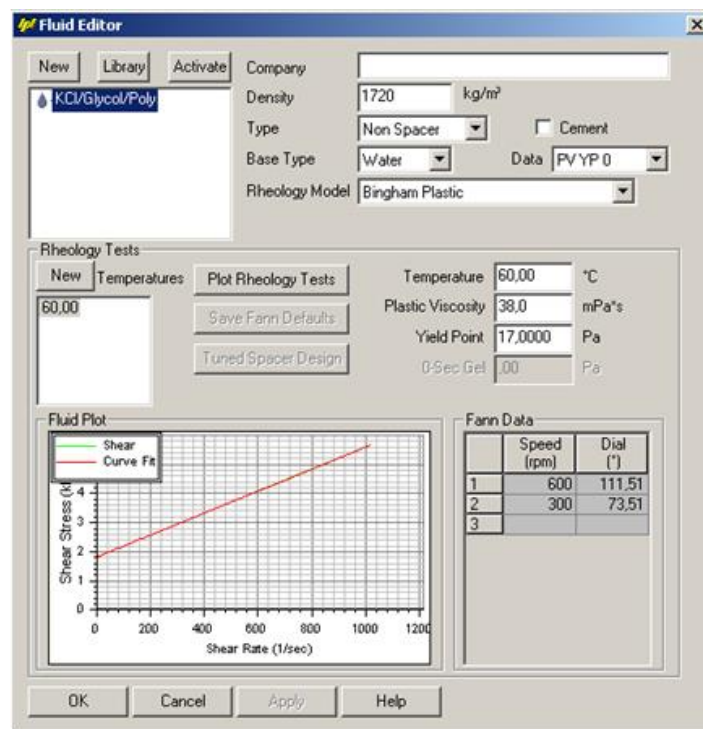 Fluid Editor
New Library Activate
KCl/Glycol/Poly
Company
Density 1720 kg/m³
Type Non Spacer Cement
Base Type Water Data PV YP 0
Rheology Model Bingham Plastic
Rheology Tests
New Temperatures
60,00
Plot Rheology Tests
Save Fann Defaults
Tuned Spacer Design
Temperature 60,00 °C
Plastic Viscosity 38,0 mPa*s
Yield Point 17,0000 Pa
0-Sec Gel ,00 Pa
Fluid Plot
Shear
Curve Fit
Shear Stress
4
3
2
1
0
0 200 400 600 800 1000 1200
Shear Rate (1/sec)
Fann Data
Speed (rpm) Dial (°)
1 600 111,51
2 300 73,51
3
OK Cancel Apply Help